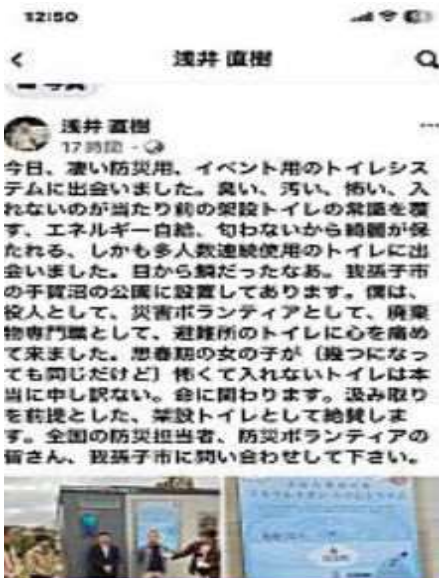 12:50
浅井 直樹
浅井 直樹
17時間
今日、凄い防災用、イベント用のトイレシス
テムに出会いました。臭い、汚い、怖い、入
れないのが当たり前の架設トイレの常識を覆
す、エネルギー自給、匂わないから綺麗が保
たれる、しかも多人数連続使用のトイレに出
会いました。目から鱗だったなあ。我孫子市
の手賀沼の公園に設置してあります。僕は、
役人として、災害ボランティアとして、廃棄
物専門職として、避難所のトイレに心を痛め
て来ました。思春期の女の子が（幾つになっ
ても同じだけど）怖くて入れないトイレは本
当に申し訳ない。命に関わります。汲み取り
を前提とした、架設トイレとして絶賛しま
す。全国の防災担当者、防災ボランティアの
皆さん、我孫子市に問い合わせして下さい。